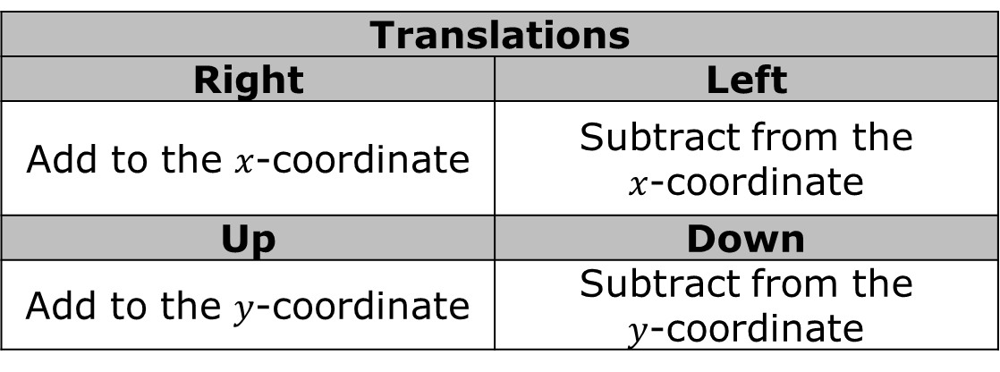 Translations
Right
Left
Add to the x-coordinate
Subtract from the
x-coordinate
Up
Down
Add to the y-coordinate
Subtract from the
y-coordinate